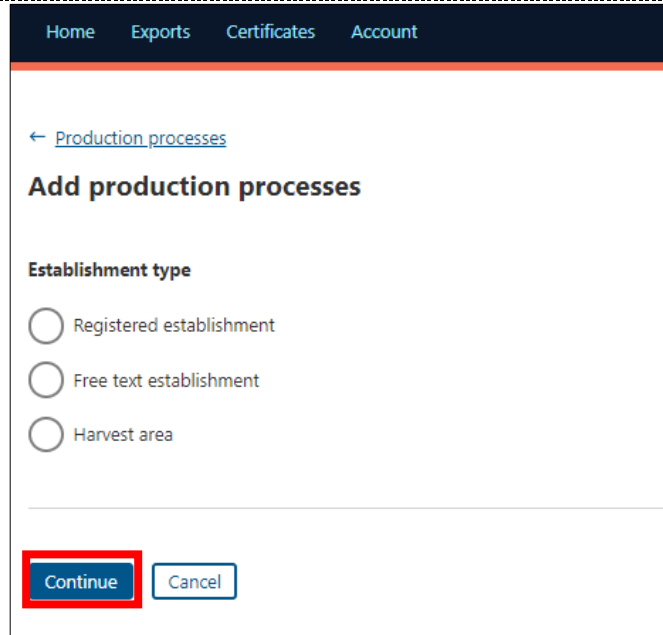 Home Exports Certificates Account
← Production processes
Add production processes
Establishment type
Registered establishment
Free text establishment
Harvest area
Continue Cancel